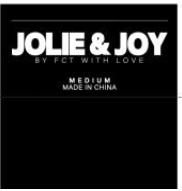 JOLIE & JOY
BY FCT WITH LOVE
MEDIUM
MADE IN CHINA